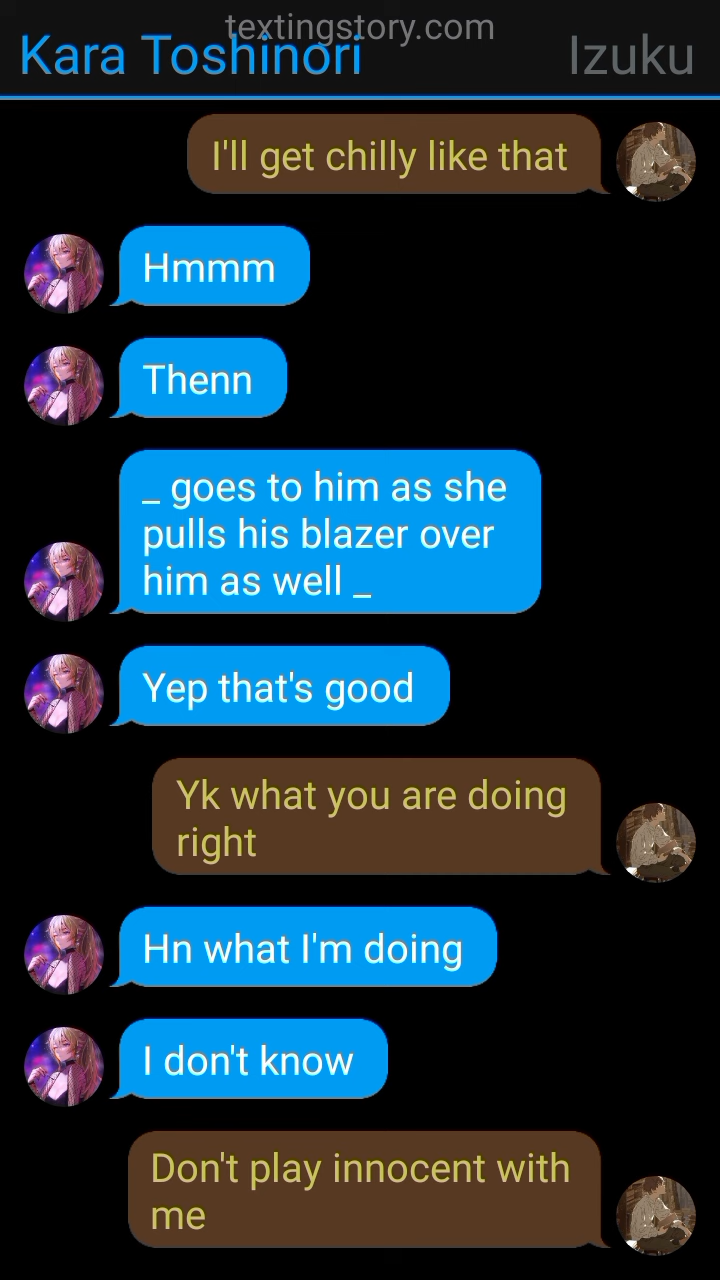 textingstory.com
Kara Toshinori Izuku
I'll get chilly like that
Hmmm
Thenn
_ goes to him as she
pulls his blazer over
him as well _
Yep that's good
Yk what you are doing
right
Hn what I'm doing
I don't know
Don't play innocent with
me